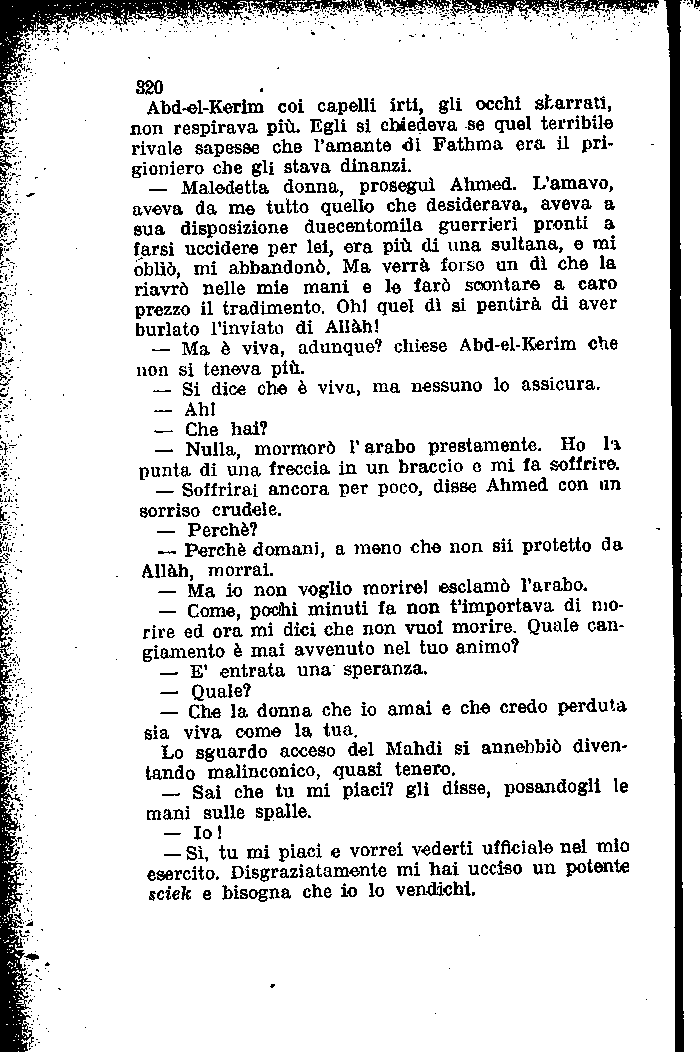 320
Abd-el-Kerim coi capelli irti, gli occhi sbarrati,
non respirava più. Egli si chiedeva se quel terribile
rivale sapesse che l'amante di Fathma era il pri-
gioniero che gli stava dinanzi.
— Maledetta donna, proseguì Ahmed. L'amavo,
aveva da me tutto quello che desiderava, aveva a
sua disposizione duecentomila guerrieri pronti a
farsi uccidere per lei, era più di una sultana, e mi
obliò, mi abbandonò. Ma verrà forse un dì che la
riavrò nelle mie mani e le farò scontare a caro
prezzo il tradimento. Oh! quel dì si pentirà di aver
burlato l'inviato di Allàh!
— Ma è viva, adunque? chiese Abd-el-Kerim che
non si teneva più.
— Si dice che è viva, ma nessuno lo assicura.
— Ah!
— Che hai?
— Nulla, mormorò l'arabo prestamente. Ho la
punta di una freccia in un braccio e mi fa soffrire.
— Soffrirai ancora per poco, disse Ahmed con un
sorriso crudele.
— Perchè?
— Perchè domani, a meno che non sii protetto da
Allàh, morrai.
— Ma io non voglio morire! esclamò l'arabo.
— Come, pochi minuti fa non t'importava di mo-
rire ed ora mi dici che non vuoi morire. Quale can-
giamento è mai avvenuto nel tuo animo?
— E' entrata una speranza.
— Quale?
— Che la donna che io amai e che credo perduta
sia viva come la tua.
Lo sguardo acceso del Mahdi si annebbiò diven-
tando malinconico, quasi tenero.
— Sai che tu mi piaci? gli disse, posandogli le
mani sulle spalle.
— Io!
— Sì, tu mi piaci e vorrei vederti ufficiale nel mio
esercito. Disgraziatamente mi hai ucciso un potente
sciek e bisogna che io lo vendichi.